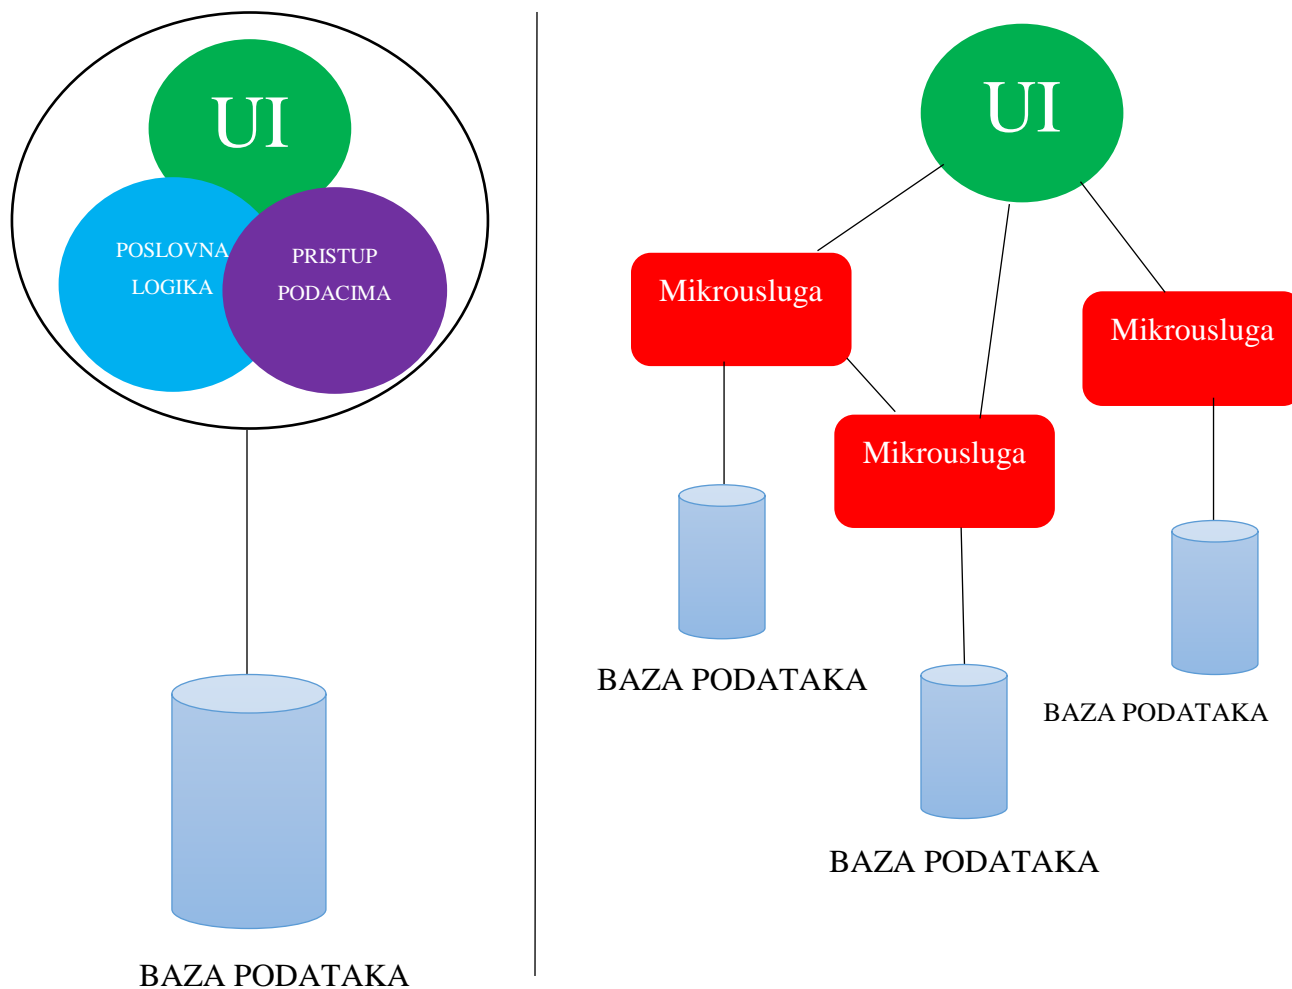 UI
POSLOVNA
LOGIKA
PRISTUP
PODACIMA
BAZA PODATAKA
UI
Mikrousluga
Mikrousluga
Mikrousluga
BAZA PODATAKA
BAZA PODATAKA
BAZA PODATAKA